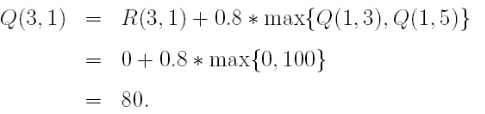 Q(3, 1) = R(3, 1) + 0.8 ∗ max{Q(1, 3), Q(1, 5)}
= 0 + 0.8 ∗ max{0, 100}
= 80.